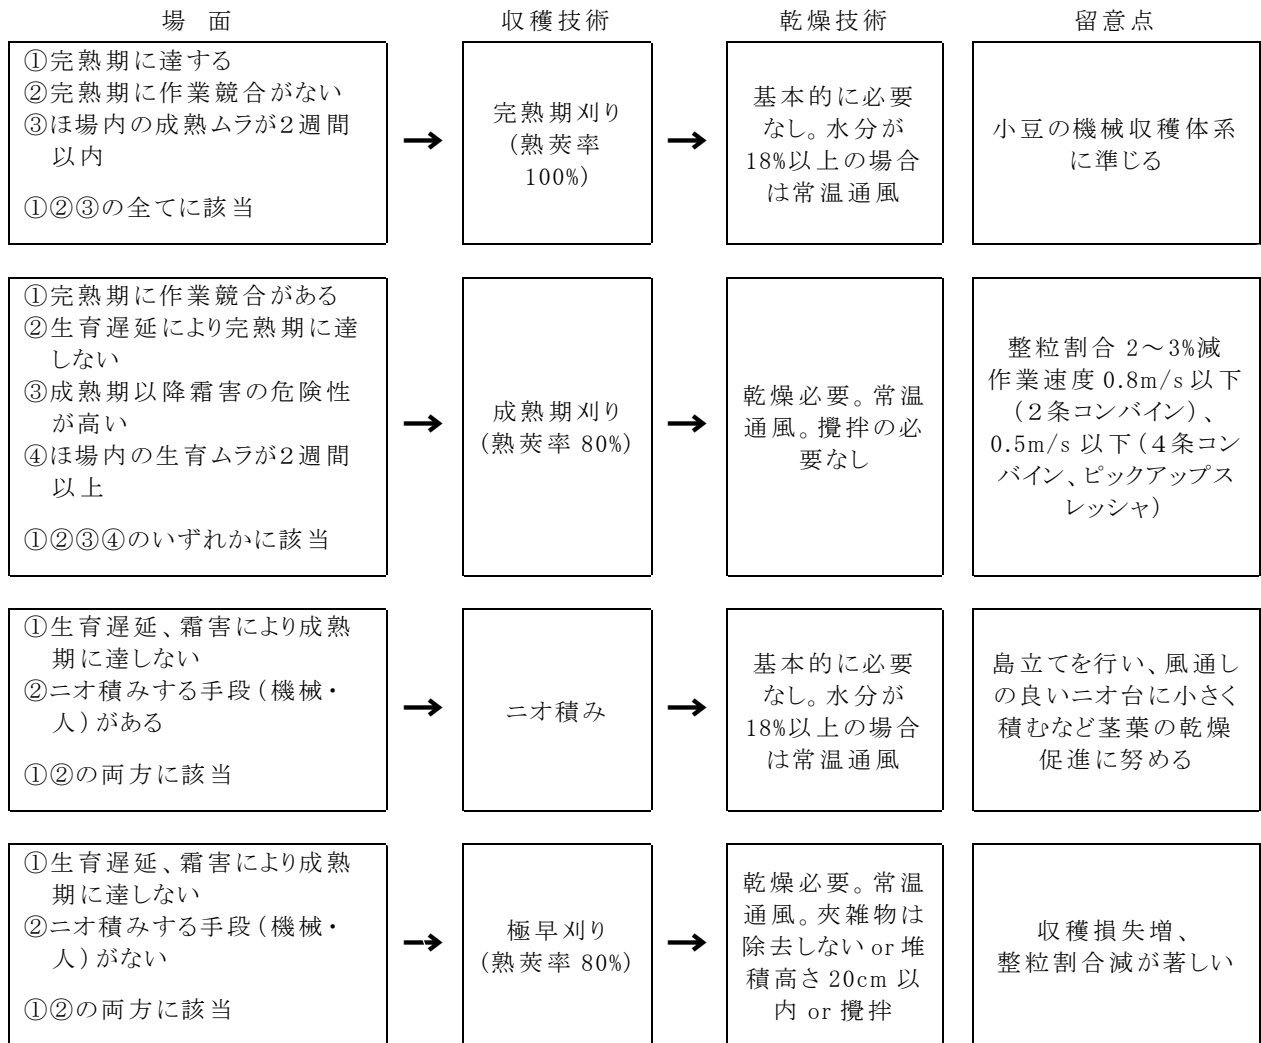 場 面
収穫技術
乾燥技術
留意点
①完熟期に達する
②完熟期に作業競合がない
③ほ場内の成熟ムラが２週間
以内
①②③の全てに該当
完熟期刈り
(熟莢率
100%)
基本的に必要
なし。水分が
18%以上の場合
は常温通風
小豆の機械収穫体系
に準じる
①完熟期に作業競合がある
②生育遅延により完熟期に達
しない
③成熟期以降霜害の危険性
が高い
④ほ場内の生育ムラが２週間
以上
①②③④のいずれかに該当
成熟期刈り
(熟莢率 80%)
乾燥必要。常温
通風。攪拌の必
要なし
整粒割合 2～3%減
作業速度 0.8m/s 以下
（２条コンバイン）、
0.5m/s 以下（４条コン
バイン、ピックアップス
レッシャ）
①生育遅延、霜害により成熟
期に達しない
②ニオ積みする手段（機械・
人）がある
①②の両方に該当
ニオ積み
基本的に必要
なし。水分が
18%以上の場合
は常温通風
島立てを行い、風通し
の良いニオ台に小さく
積むなど茎葉の乾燥
促進に努める
①生育遅延、霜害により成熟
期に達しない
②ニオ積みする手段（機械・
人）がない
①②の両方に該当
極早刈り
(熟莢率 80%)
乾燥必要。常温
通風。夾雑物は
除去しない or 堆
積高さ 20cm 以
内 or 攪拌
収穫損失増、
整粒割合減が著しい